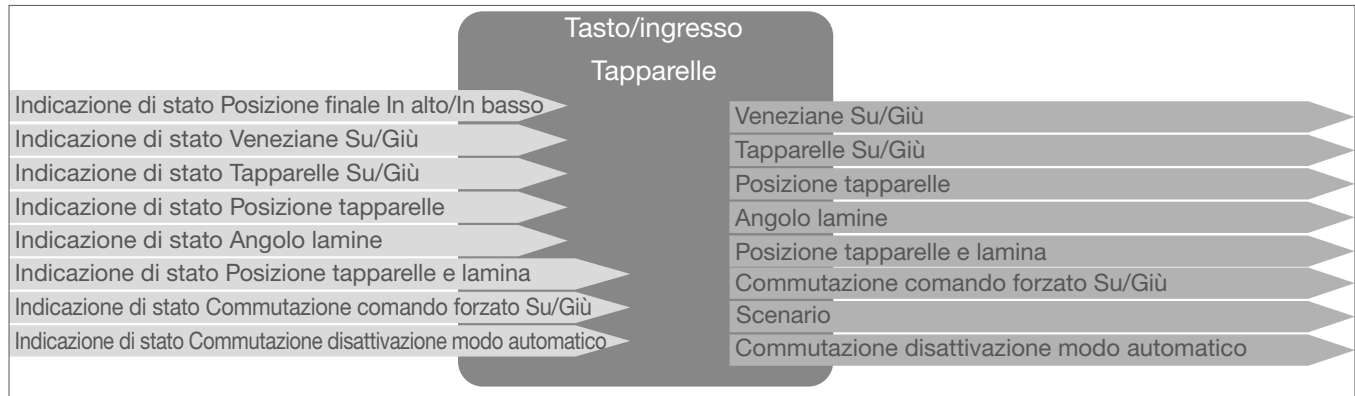 Tasto/ingresso
Tapparelle
Indicazione di stato Posizione finale In alto/In basso
Indicazione di stato Veneziane Su/Giù
Indicazione di stato Tapparelle Su/Giù
Indicazione di stato Posizione tapparelle
Indicazione di stato Angolo lamine
Indicazione di stato Posizione tapparelle e lamina
Indicazione di stato Commutazione comando forzato Su/Giù
Indicazione di stato Commutazione disattivazione modo automatico
Veneziane Su/Giù
Tapparelle Su/Giù
Posizione tapparelle
Angolo lamine
Posizione tapparelle e lamina
Commutazione comando forzato Su/Giù
Scenario
Commutazione disattivazione modo automatico